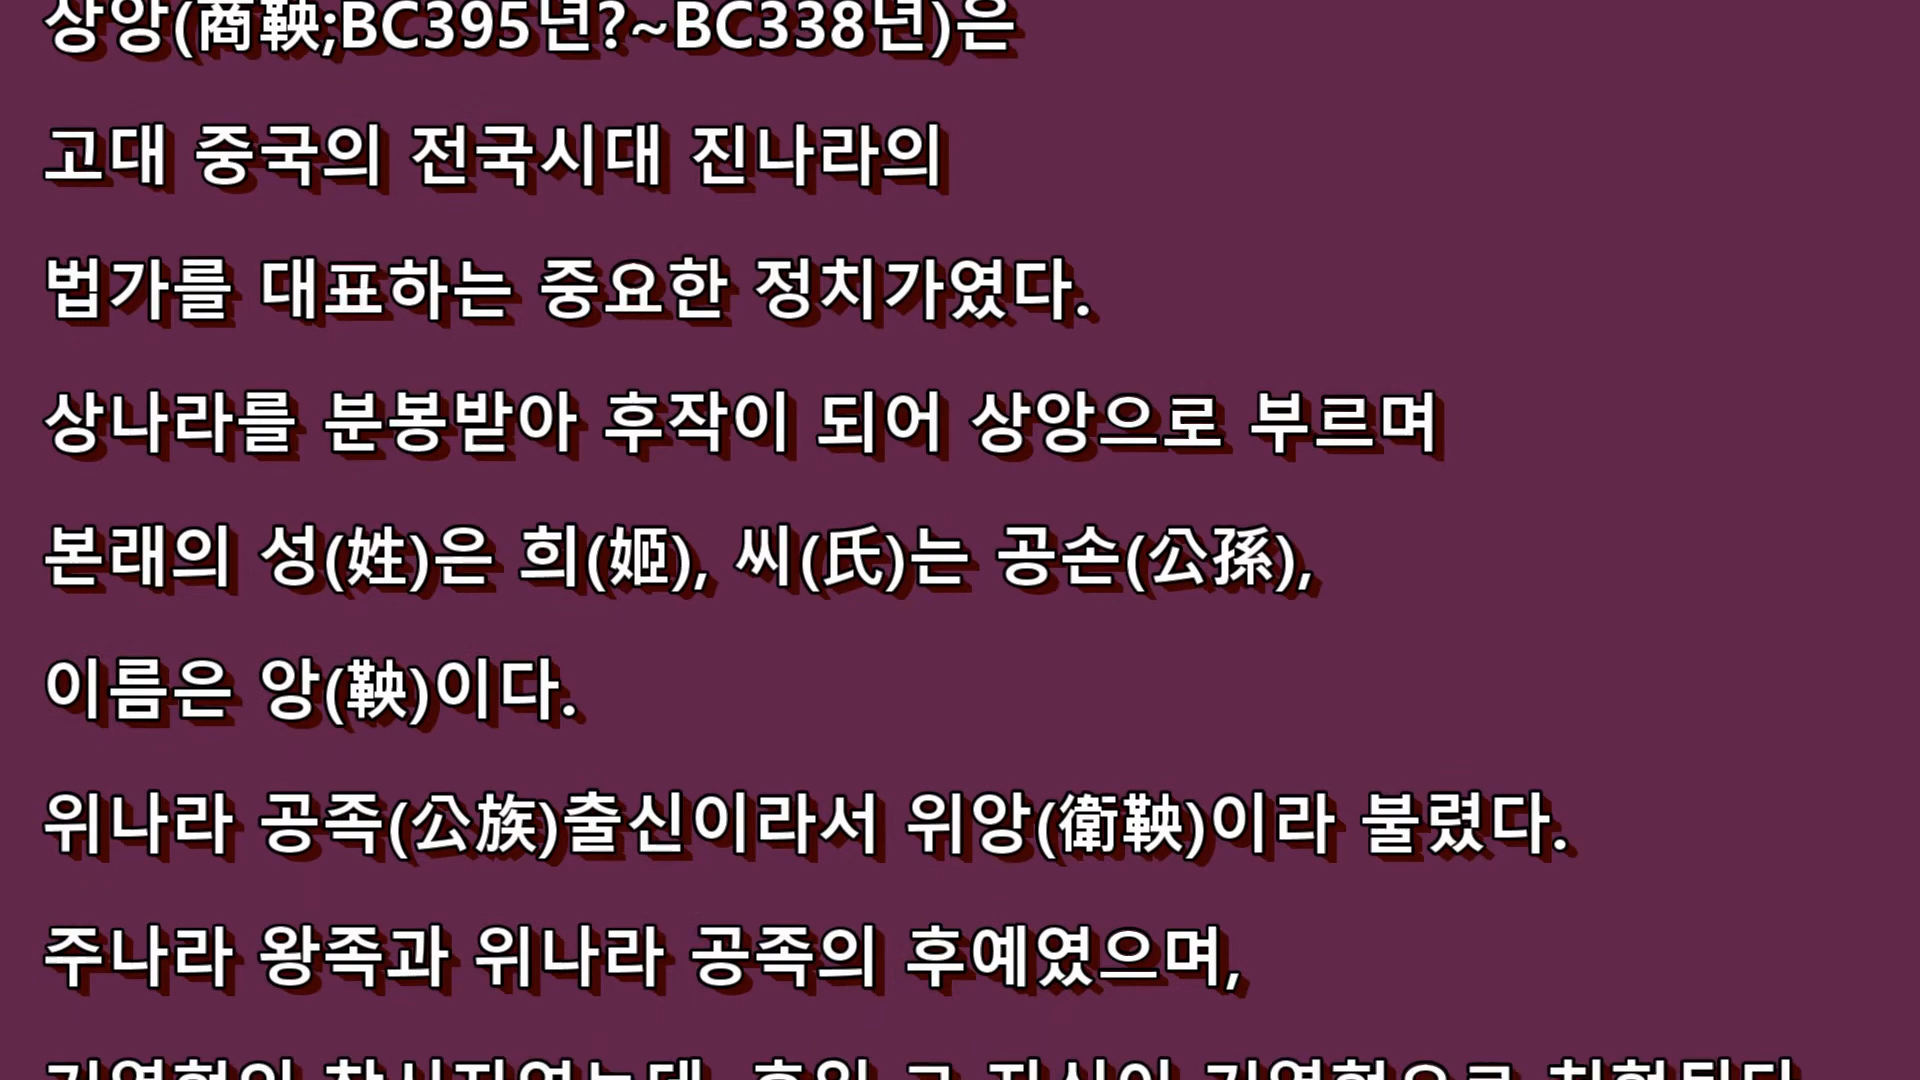 상앙(商鞅;BC395년?~BC338년)은
고대 중국의 전국시대 진나라의
법가를 대표하는 중요한 정치가였다.
상나라를 분봉받아 후작이 되어 상앙으로 부르며
본래의 성(姓)은 희(姬), 씨(氏)는 공손(公孫),
이름은 앙(鞅)이다.
위나라 공족(公族)출신이라서 위앙(衛鞅)이라 불렸다.
주나라 왕족과 위나라 공족의 후예였으며,